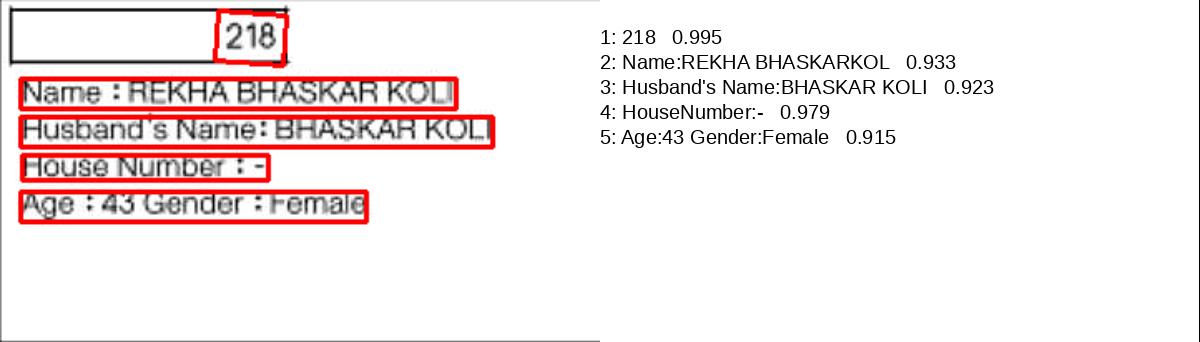 218
Name : REKHA BHASKAR KOLI
Husband's Name: BHASKAR KOLI
House Number : -
Age : 43 Gender : Female
1: 218 0.995
2: Name:REKHA BHASKARKOL 0.933
3: Husband's Name:BHASKAR KOLI 0.923
4: HouseNumber:- 0.979
5: Age:43 Gender:Female 0.915